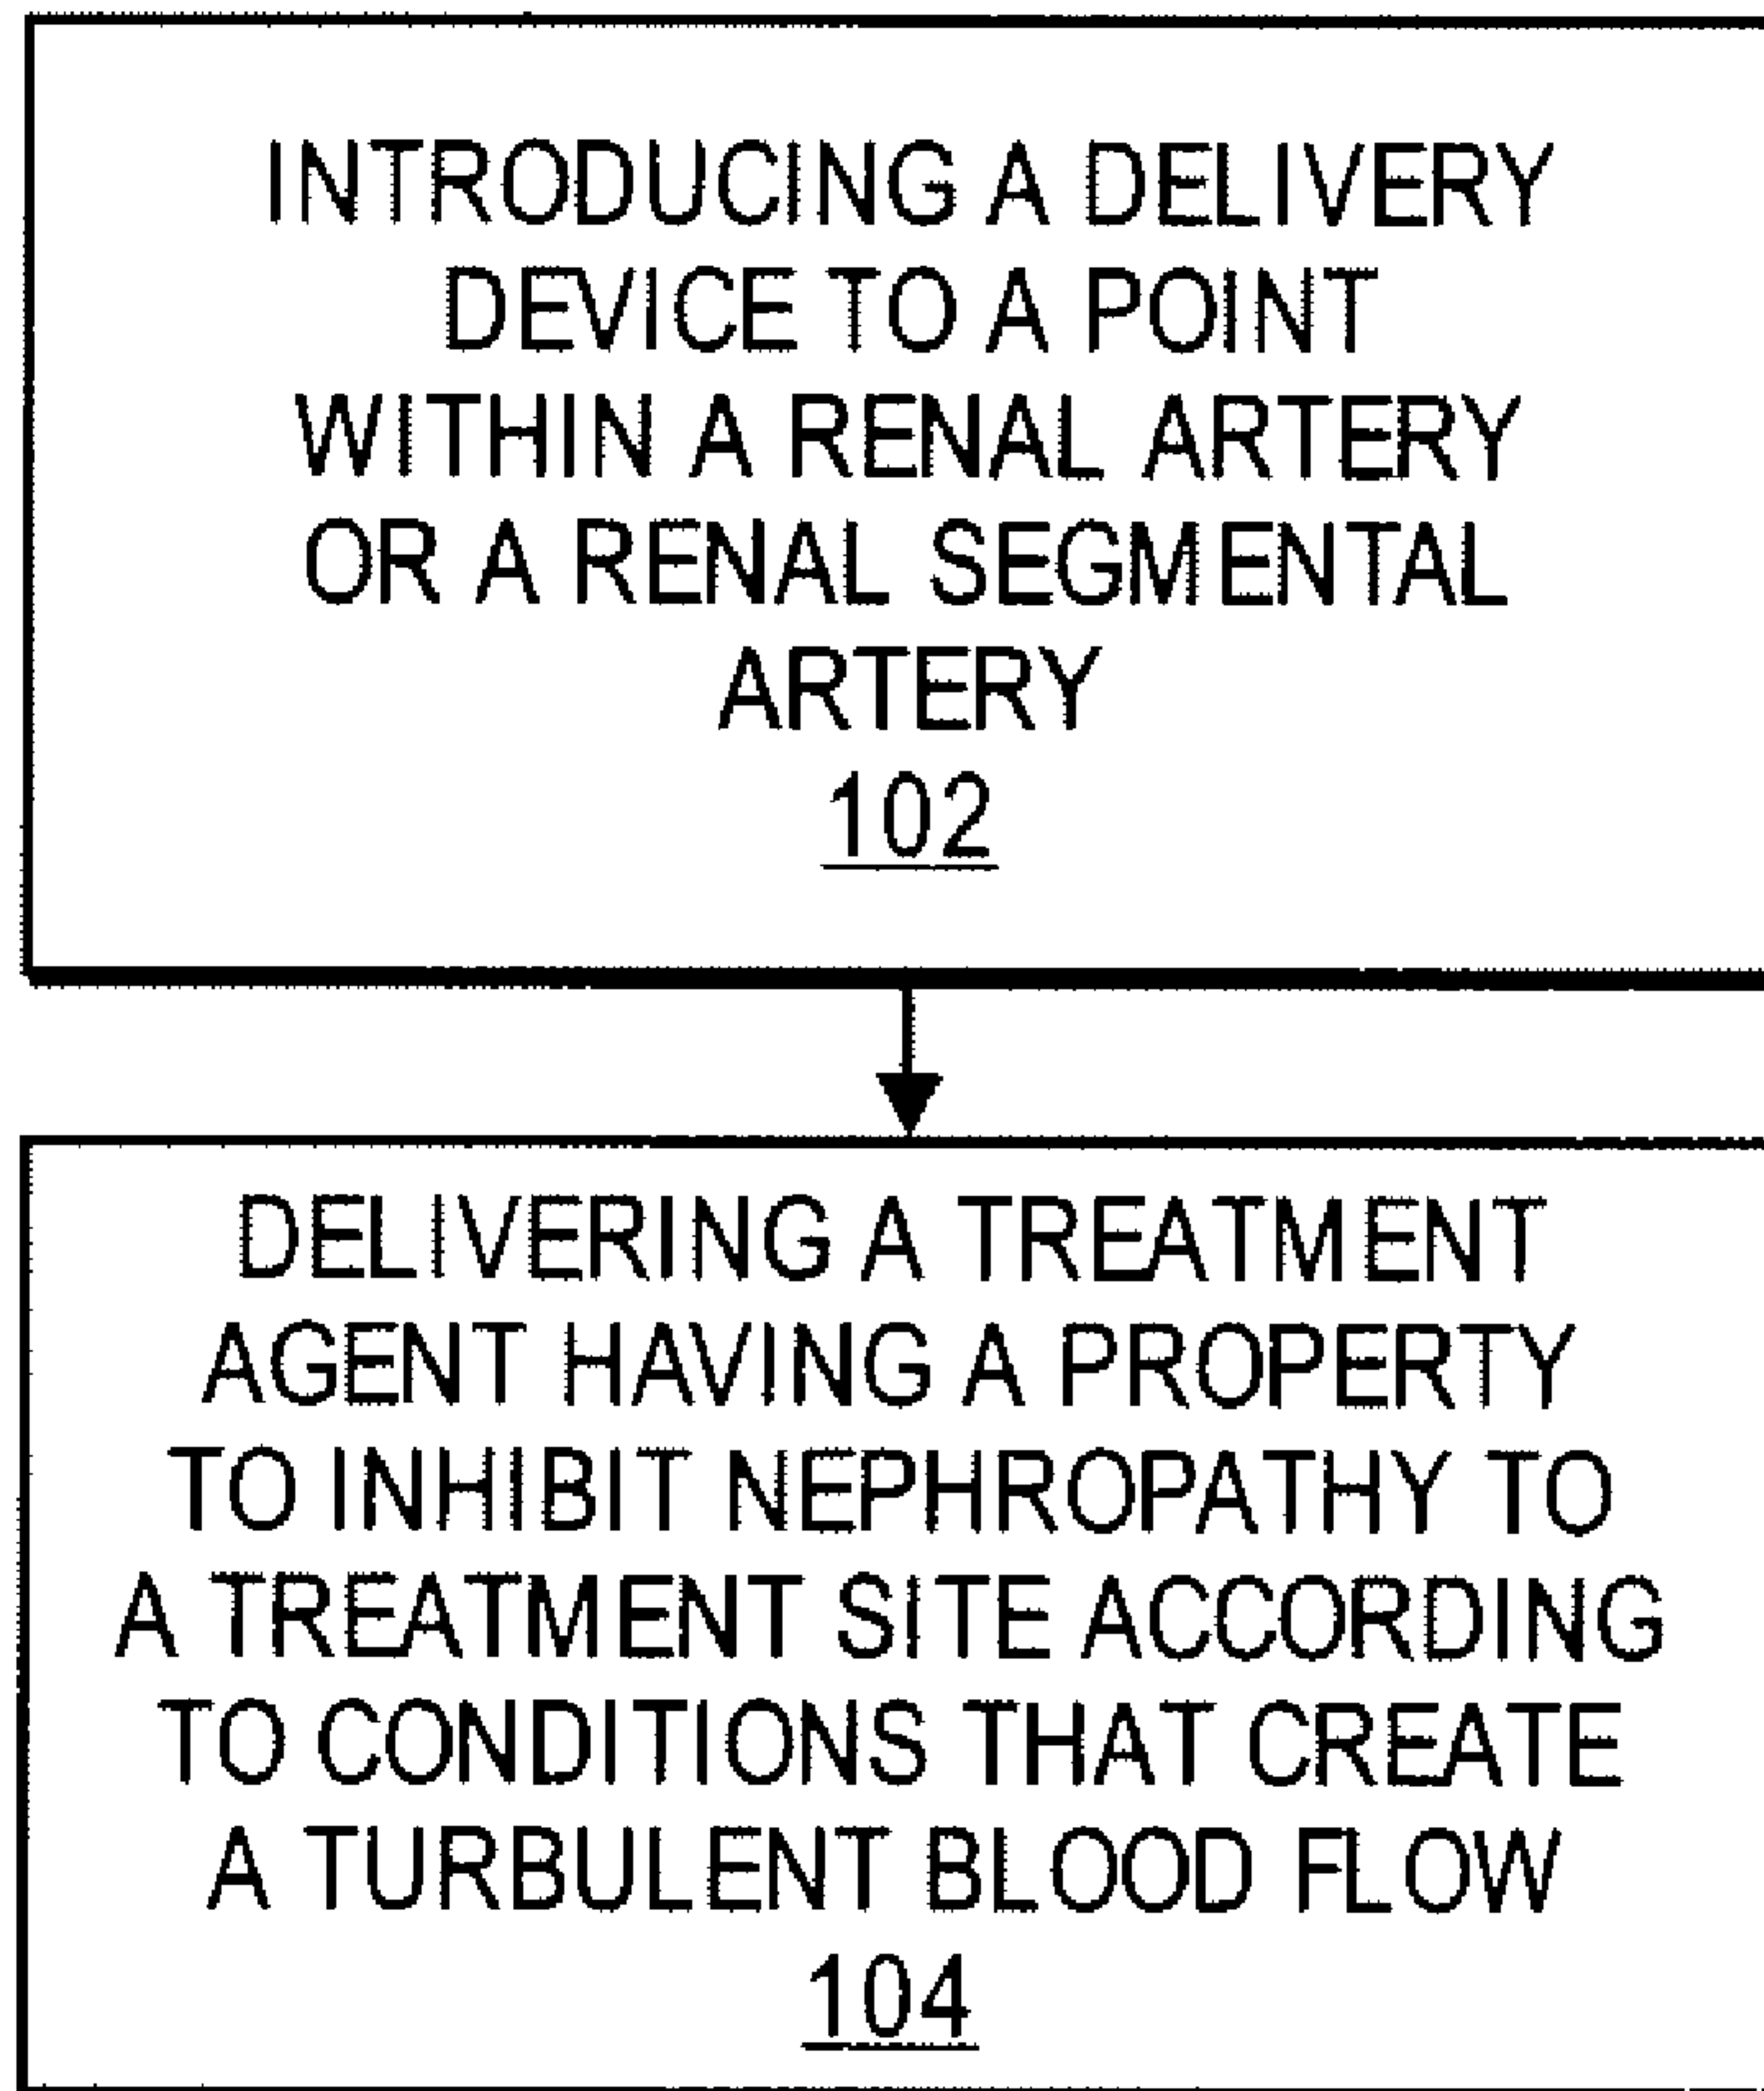 INTRODUCING A DELIVERY
DEVICE TO A POINT
WITHIN A RENAL ARTERY
OR A RENAL SEGMENTAL
ARTERY
102
DELIVERING A TREATMENT
AGENT HAVING A PROPERTY
TO INHIBIT NEPHROPATHY TO
A TREATMENT SITE ACCORDING
TO CONDITIONS THAT CREATE
A TURBULENT BLOOD FLOW
104